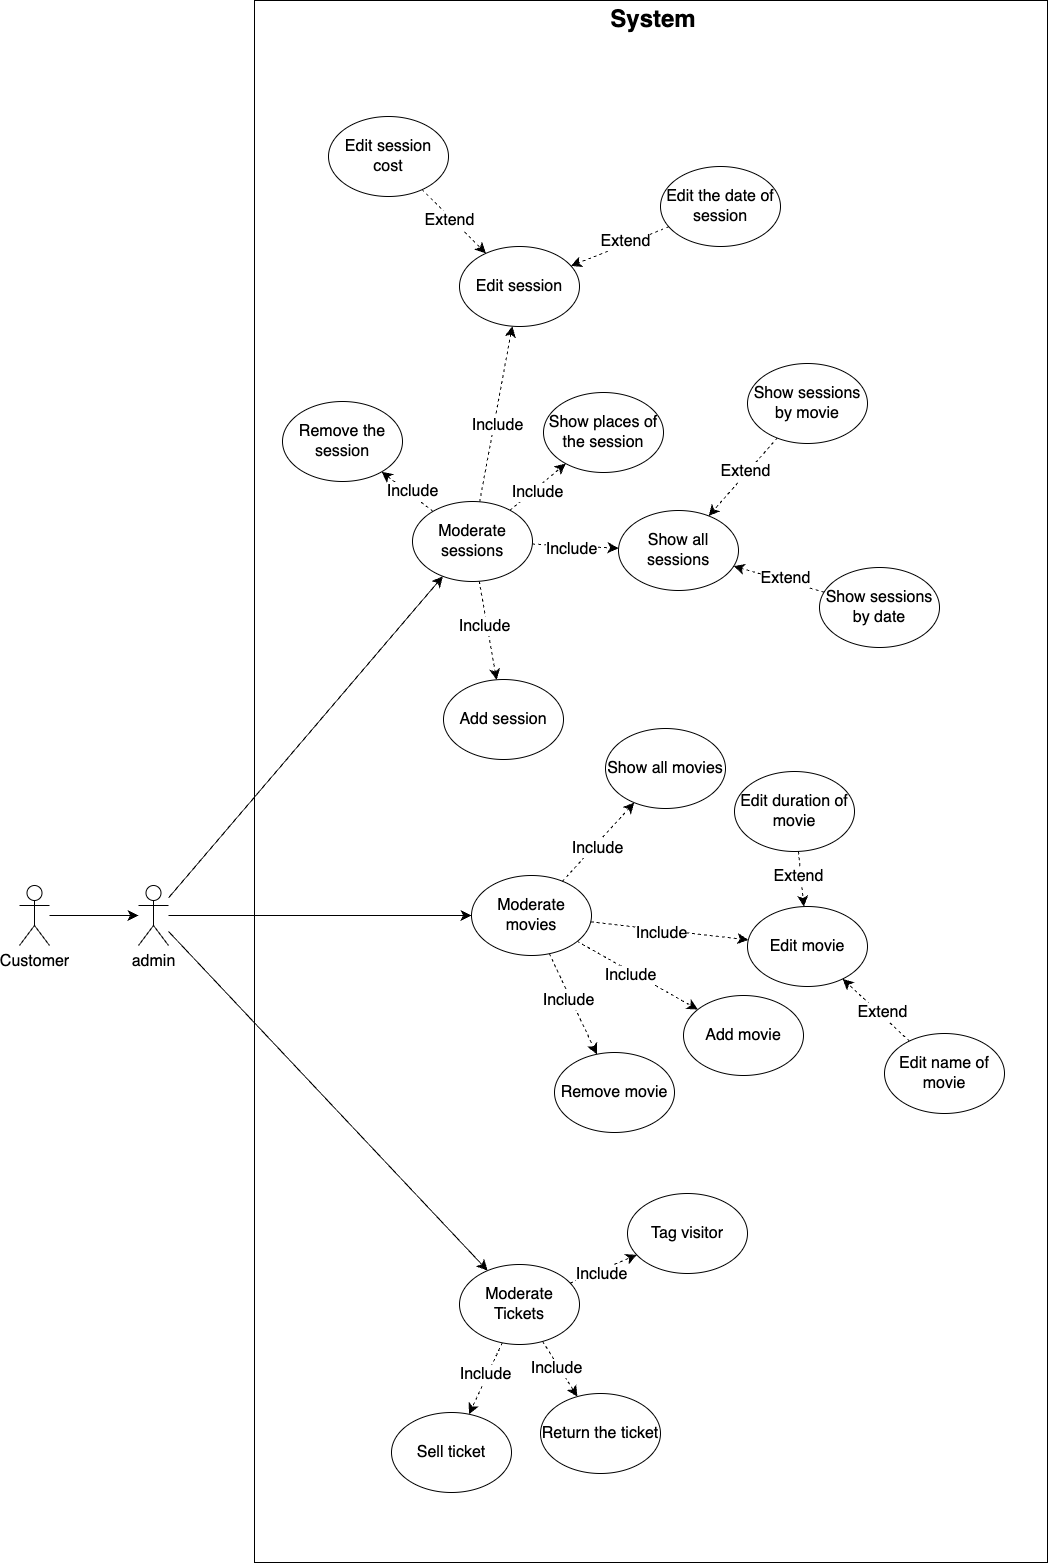 System
Edit session
cost
Edit the date of
session
Extend
Extend
Edit session
Show sessions
by movie
Include
Show places of
the session
Remove the
session
Extend
Include
Include
Moderate
sessions
Include
Show all
sessions
Extend
Show sessions
by date
Include
Add session
Show all movies
Edit duration of
movie
Include
Extend
Moderate
movies
Include
Edit movie
Customer
admin
Include
Include
Extend
Add movie
Edit name of
movie
Remove movie
Tag visitor
Include
Moderate
Tickets
Include
Include
Return the ticket
Sell ticket